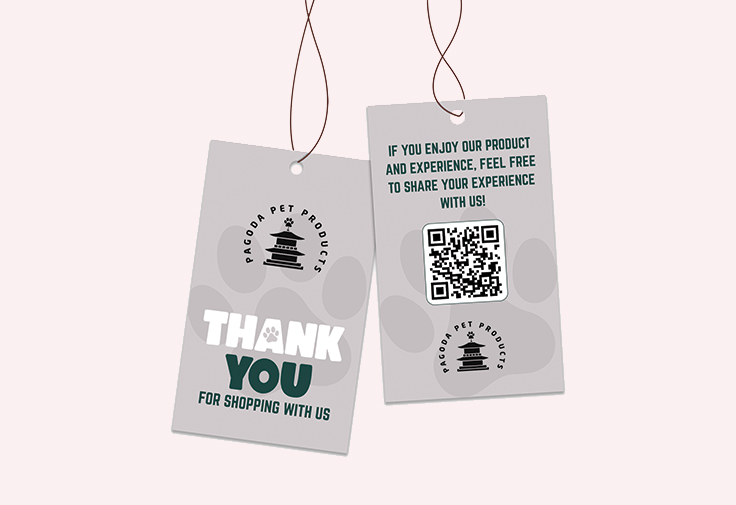 PAGODA PET PRODUCTS
THANK
YOU
FOR SHOPPING WITH US
IF YOU ENJOY OUR PRODUCT
AND EXPERIENCE, FEEL FREE
TO SHARE YOUR EXPERIENCE
WITH US!
PAGODA PET PRODUCTS